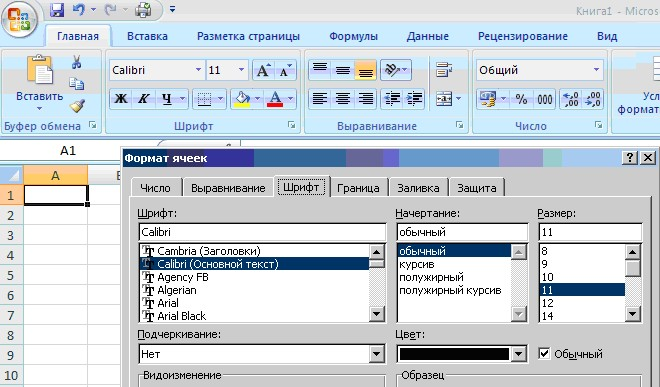 Книга1 - Micros
Главная Вставка Разметка страницы Формулы Данные Рецензирование Вид
Вставить
Calibri 11 А А
Ж К Ч
Общий
% 000 ,00
Усл
формат
Буфер обмена Шрифт Выравнивание Число
A1
A
1
2
3
4
5
6
7
8
9
10
Формат ячеек
Число Выравнивание Шрифт Граница Заливка Защита
Шрифт: Начертание: Размер:
Calibri обычный 11
Cambria (Заголовки) обычный 8
Calibri (Основной текст) курсив 9
Agency FB полужирный 10
Algerian полужирный курсив 11
Arial 12
Arial Black 14
Подчеркивание: Цвет:
Нет Обычный
Видоизменение Образец